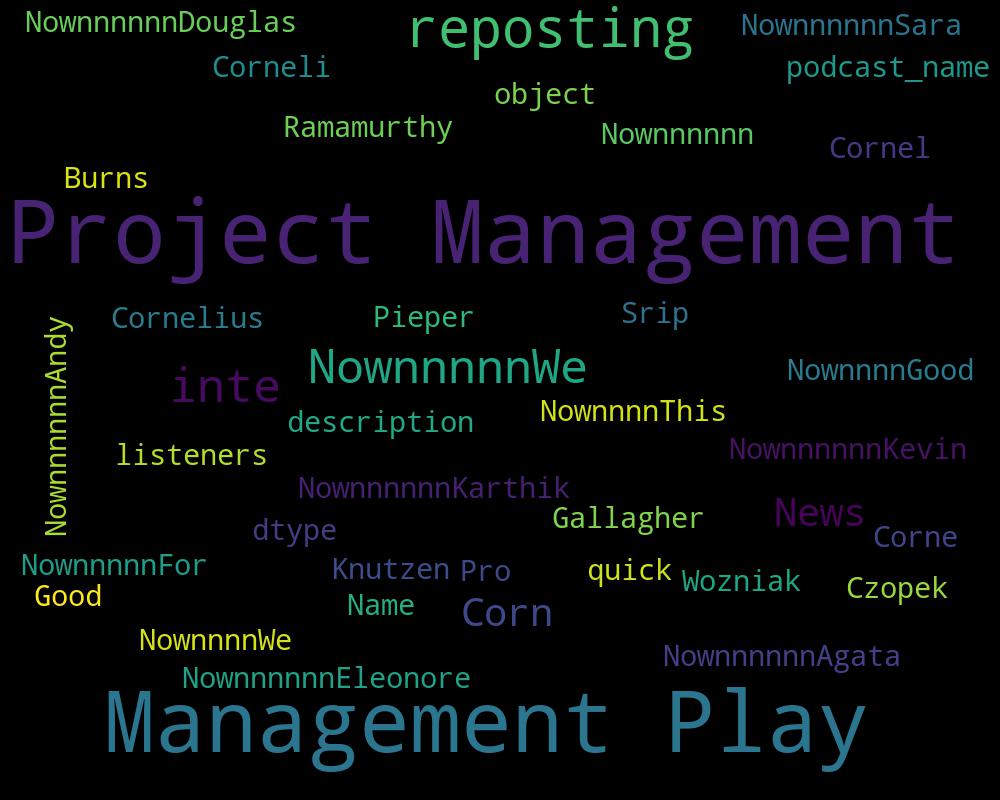 NownnnnnnDouglas
reposting
NownnnnnnSara
Corneli
podcast_name
object
Ramamurthy
Nownnnnnn
Cornel
Burns
Project Management
Cornelius
Pieper
Srip
NownnnnnnAndy
NownnnnnWe
inte
NownnnnGood
description
NownnnnThis
listeners
NownnnnnnKevin
NownnnnnnKarthik
News
Gallagher
dtype
Corne
NownnnnnFor
Knutzen
Pro
quick
Wozniak
Czopek
Good
Name
Corn
NownnnnWe
NownnnnnnAgata
NownnnnnnEleonore
Management Play